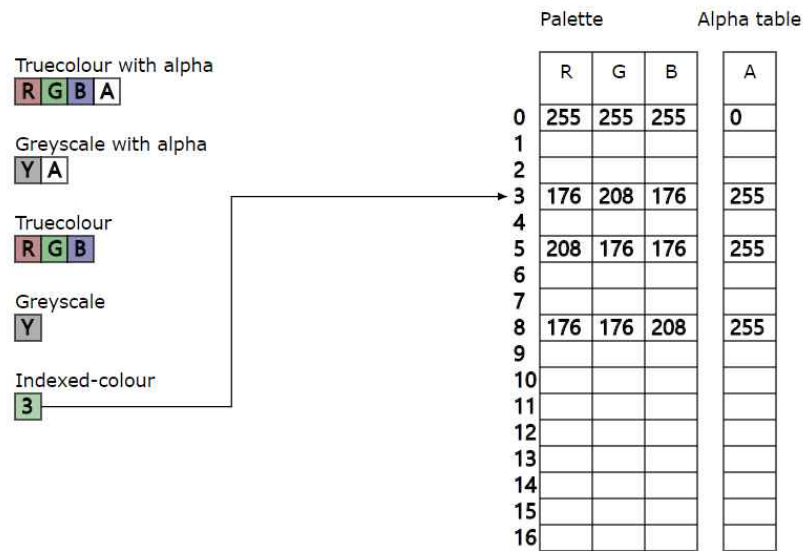 Truecolour with alpha
R G B A
Greyscale with alpha
Y A
Truecolour
R G B
Greyscale
Y
Indexed-colour
3
Palette Alpha table
R G B A
0 255 255 255 0
1
2
3 176 208 176 255
4
5 208 176 176 255
6
7
8 176 176 208 255
9
10
11
12
13
14
15
16